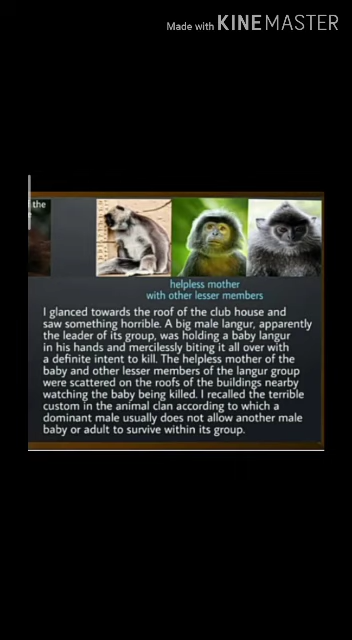 Made with KINEMASTER
the
helpless mother
with other lesser members
I glanced towards the roof of the club house and
saw something horrible. A big male langur, apparently
the leader of its group, was holding a baby langur
in his hands and mercilessly biting it all over with
a definite intent to kill. The helpless mother of the
baby and other lesser members of the langur group
were scattered on the roofs of the buildings nearby
watching the baby being killed. I recalled the terrible
custom in the animal clan according to which a
dominant male usually does not allow another male
baby or adult to survive within its group.